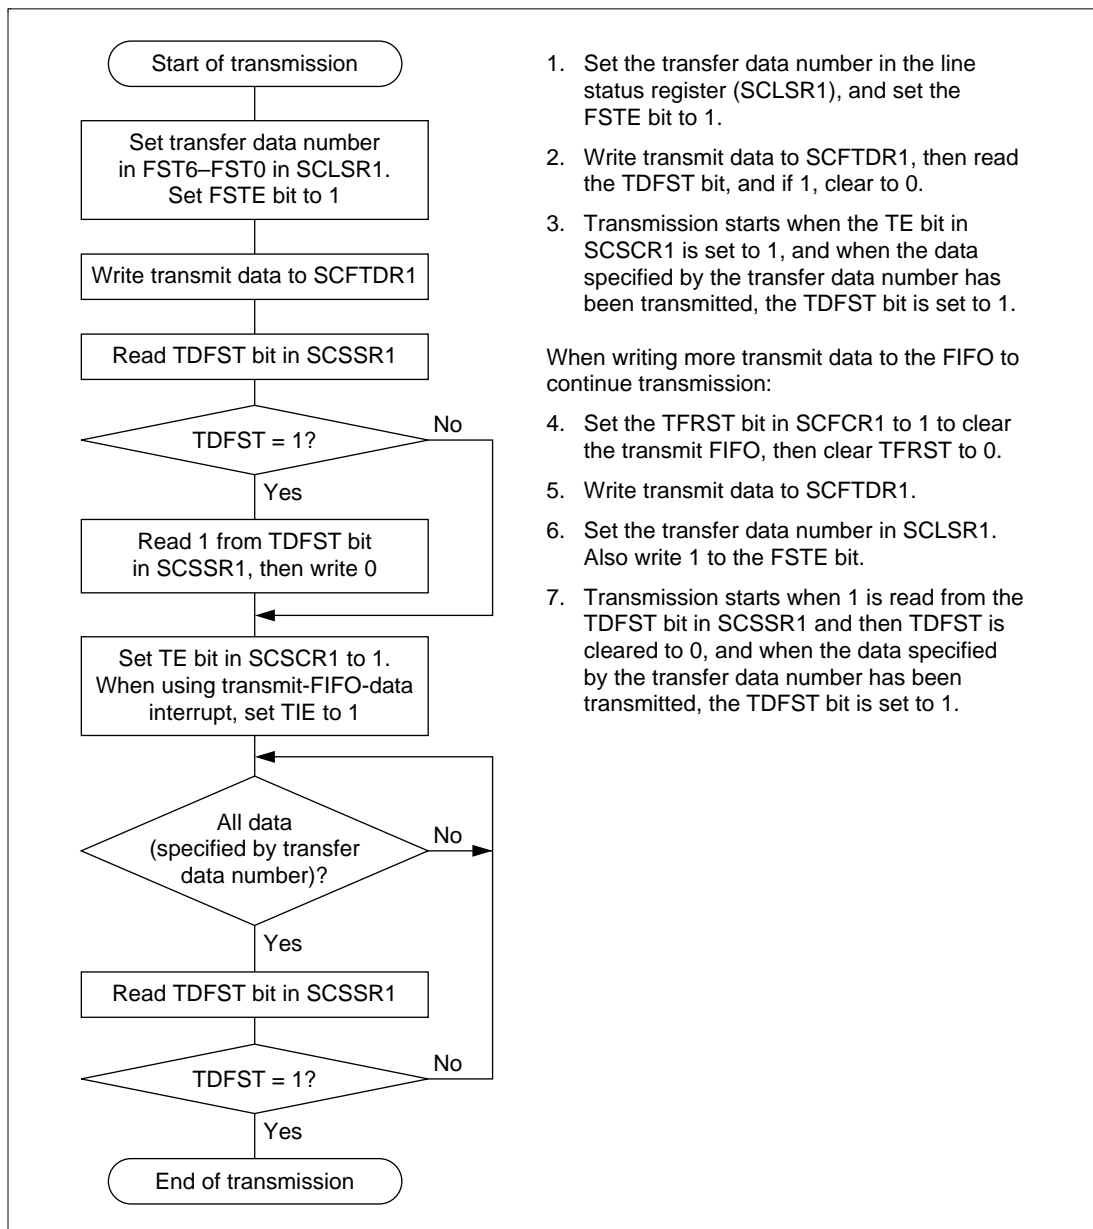 Start of transmission
Set transfer data number
in FST6–FST0 in SCLSR1.
Set FSTE bit to 1
Write transmit data to SCFTDR1
Read TDFST bit in SCSSR1
TDFST = 1?
No
Yes
Read 1 from TDFST bit
in SCSSR1, then write 0
Set TE bit in SCSCR1 to 1.
When using transmit-FIFO-data
interrupt, set TIE to 1
All data
(specified by transfer
data number)?
No
Yes
Read TDFST bit in SCSSR1
TDFST = 1?
No
Yes
End of transmission
1. Set the transfer data number in the line
status register (SCLSR1), and set the
FSTE bit to 1.
2. Write transmit data to SCFTDR1, then read
the TDFST bit, and if 1, clear to 0.
3. Transmission starts when the TE bit in
SCSCR1 is set to 1, and when the data
specified by the transfer data number has
been transmitted, the TDFST bit is set to 1.
When writing more transmit data to the FIFO to
continue transmission:
4. Set the TFRST bit in SCFCR1 to 1 to clear
the transmit FIFO, then clear TFRST to 0.
5. Write transmit data to SCFTDR1.
6. Set the transfer data number in SCLSR1.
Also write 1 to the FSTE bit.
7. Transmission starts when 1 is read from the
TDFST bit in SCSSR1 and then TDFST is
cleared to 0, and when the data specified
by the transfer data number has been
transmitted, the TDFST bit is set to 1.